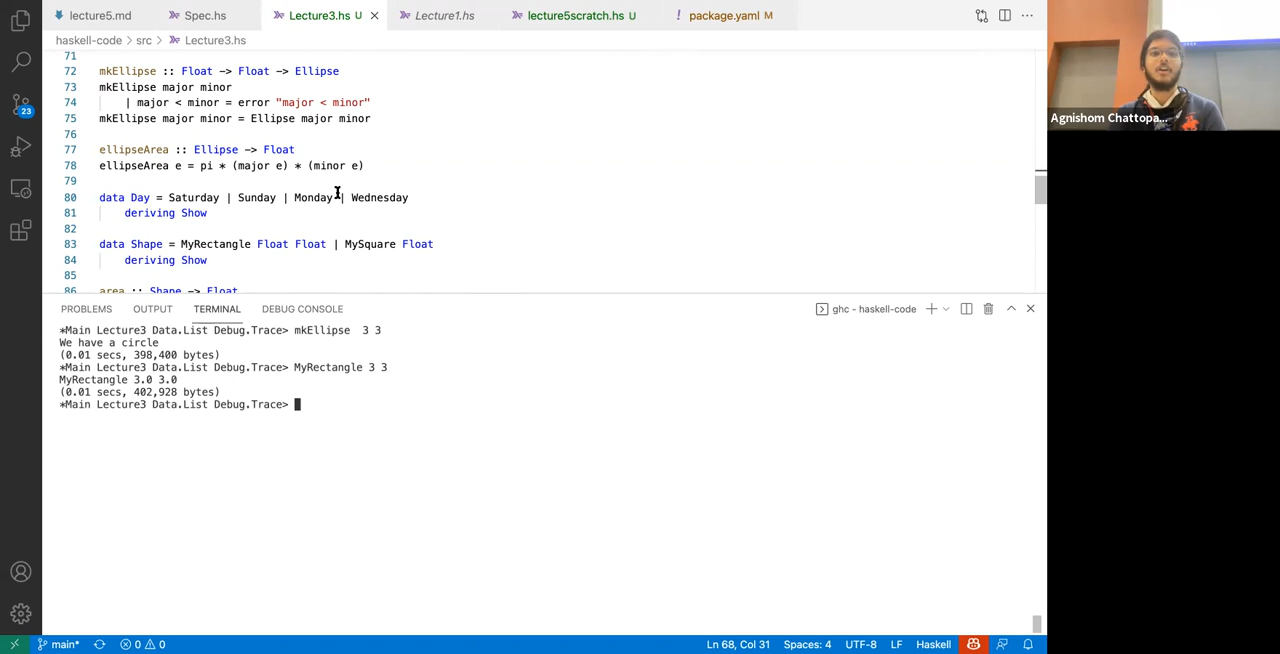 lecture5.md
Spec.hs
Lecture3.hs U
Lecture1.hs
lecture5scratch.hs U
package.yaml M
haskell-code > src > Lecture3.hs
71
72 mkEllipse :: Float -> Float -> Ellipse
73 mkEllipse major minor
74 | major < minor = error "major < minor"
75 mkEllipse major minor = Ellipse major minor
76
77 ellipseArea :: Ellipse -> Float
78 ellipseArea e = pi * (major e) * (minor e)
79
80 data Day = Saturday | Sunday | Monday | Wednesday
81 deriving Show
82
83 data Shape = MyRectangle Float Float | MySquare Float
84 deriving Show
85
86 area :: Shape -> Float
23
PROBLEMS OUTPUT TERMINAL DEBUG CONSOLE
ghc - haskell-code
*Main Lecture3 Data.List Debug.Trace> mkEllipse  3 3
We have a circle
(0.01 secs, 398,400 bytes)
*Main Lecture3 Data.List Debug.Trace> MyRectangle 3 3
MyRectangle 3.0 3.0
(0.01 secs, 402,928 bytes)
*Main Lecture3 Data.List Debug.Trace>
main* 0 0
Ln 68, Col 31 Spaces: 4 UTF-8 LF Haskell
Agnishom Chattopa...